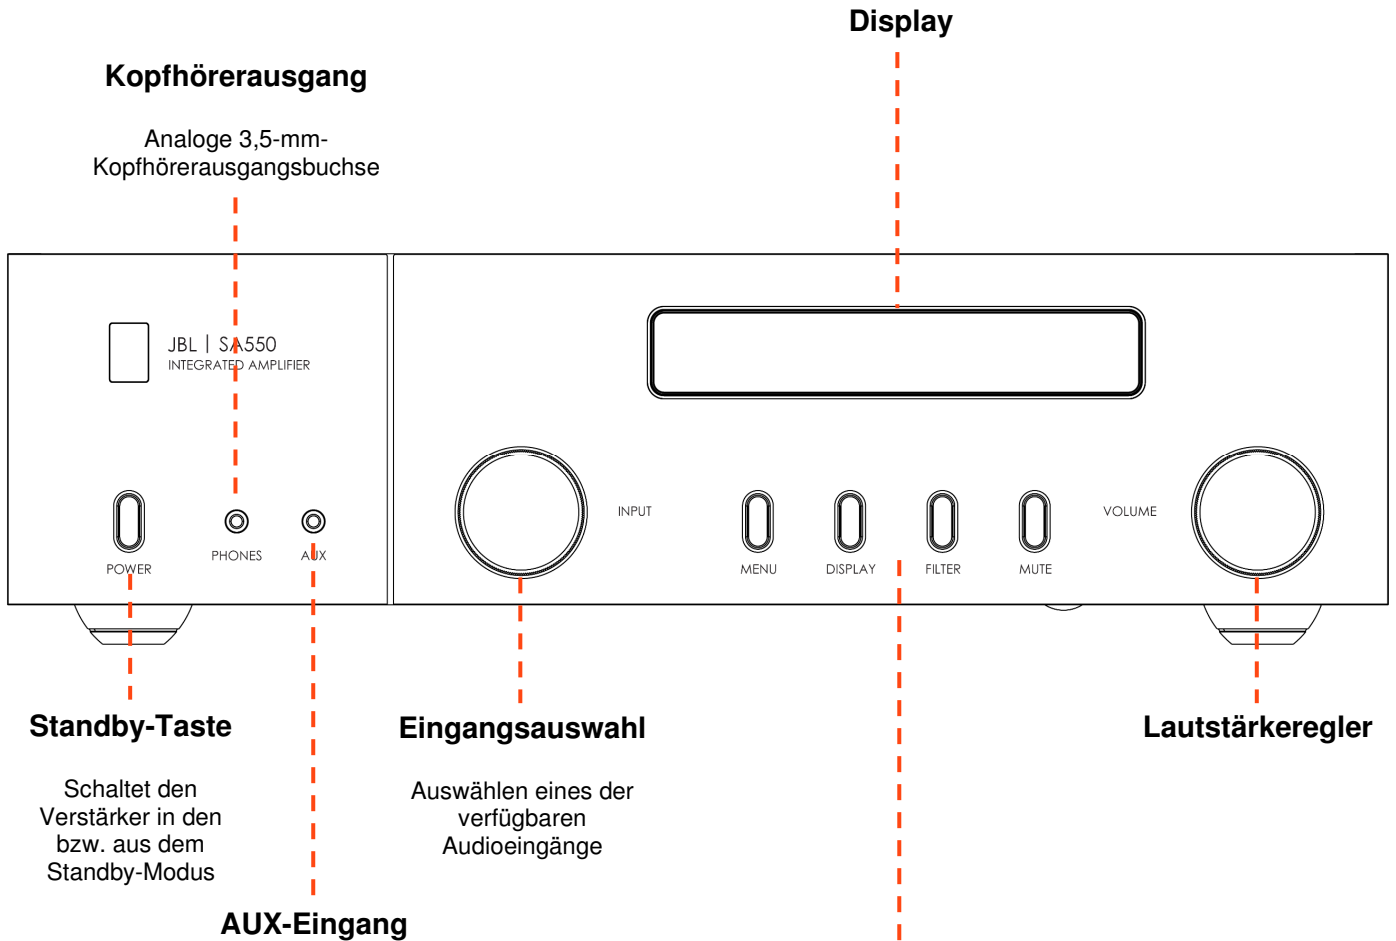 Display
Kopfhörerausgang
Analoge 3,5-mm-
Kopfhörerausgangsbuchse
JBL | SA550
INTEGRATED AMPLIFIER
INPUT
VOLUME
POWER
PHONES
AUX
MENU
DISPLAY
FILTER
MUTE
Standby-Taste
Schaltet den
Verstärker in den
bzw. aus dem
Standby-Modus
Eingangsauswahl
Auswählen eines der
verfügbaren
Audioeingänge
Lautstärkeregler
AUX-Eingang